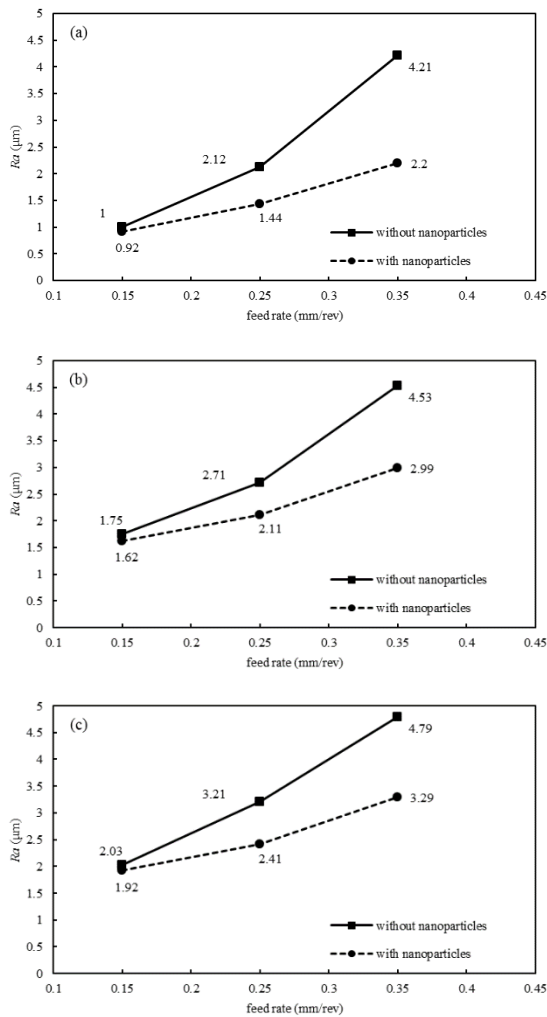 (a)
5
4.5
4
3.5
3
2.5
2
1.5
1
0.5
0
Ra (μm)
1
2.12
4.21
0.92
1.44
2.2
without nanoparticles
with nanoparticles
0.1 0.15 0.2 0.25 0.3 0.35 0.4 0.45
feed rate (mm/rev)
(b)
5
4.5
4
3.5
3
2.5
2
1.5
1
0.5
0
Ra (μm)
1.75
2.71
4.53
1.62
2.11
2.99
without nanoparticles
with nanoparticles
0.1 0.15 0.2 0.25 0.3 0.35 0.4 0.45
feed rate (mm/rev)
(c)
5
4.5
4
3.5
3
2.5
2
1.5
1
0.5
0
Ra (μm)
2.03
3.21
4.79
1.92
2.41
3.29
without nanoparticles
with nanoparticles
0.1 0.15 0.2 0.25 0.3 0.35 0.4 0.45
feed rate (mm/rev)